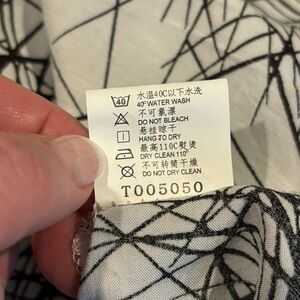 40
水温40C以下水洗
40° WATER WASH
不可氯漂
DO NOT BLEACH
悬挂晾干
HANG TO DRY
最高110C熨烫
DRY CLEAN 110°
不可转筒干燥
DO NOT DRY CLEAN
T005050